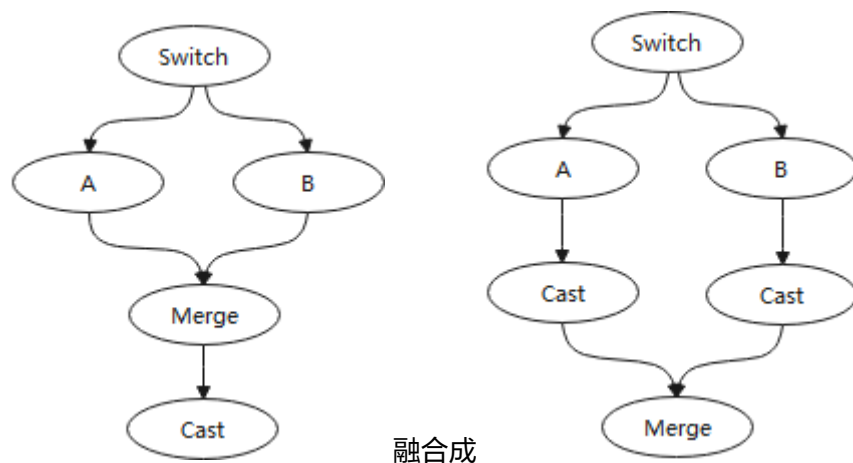 Switch
A
B
Merge
Cast
融合成
Switch
A
B
Cast
Cast
Merge